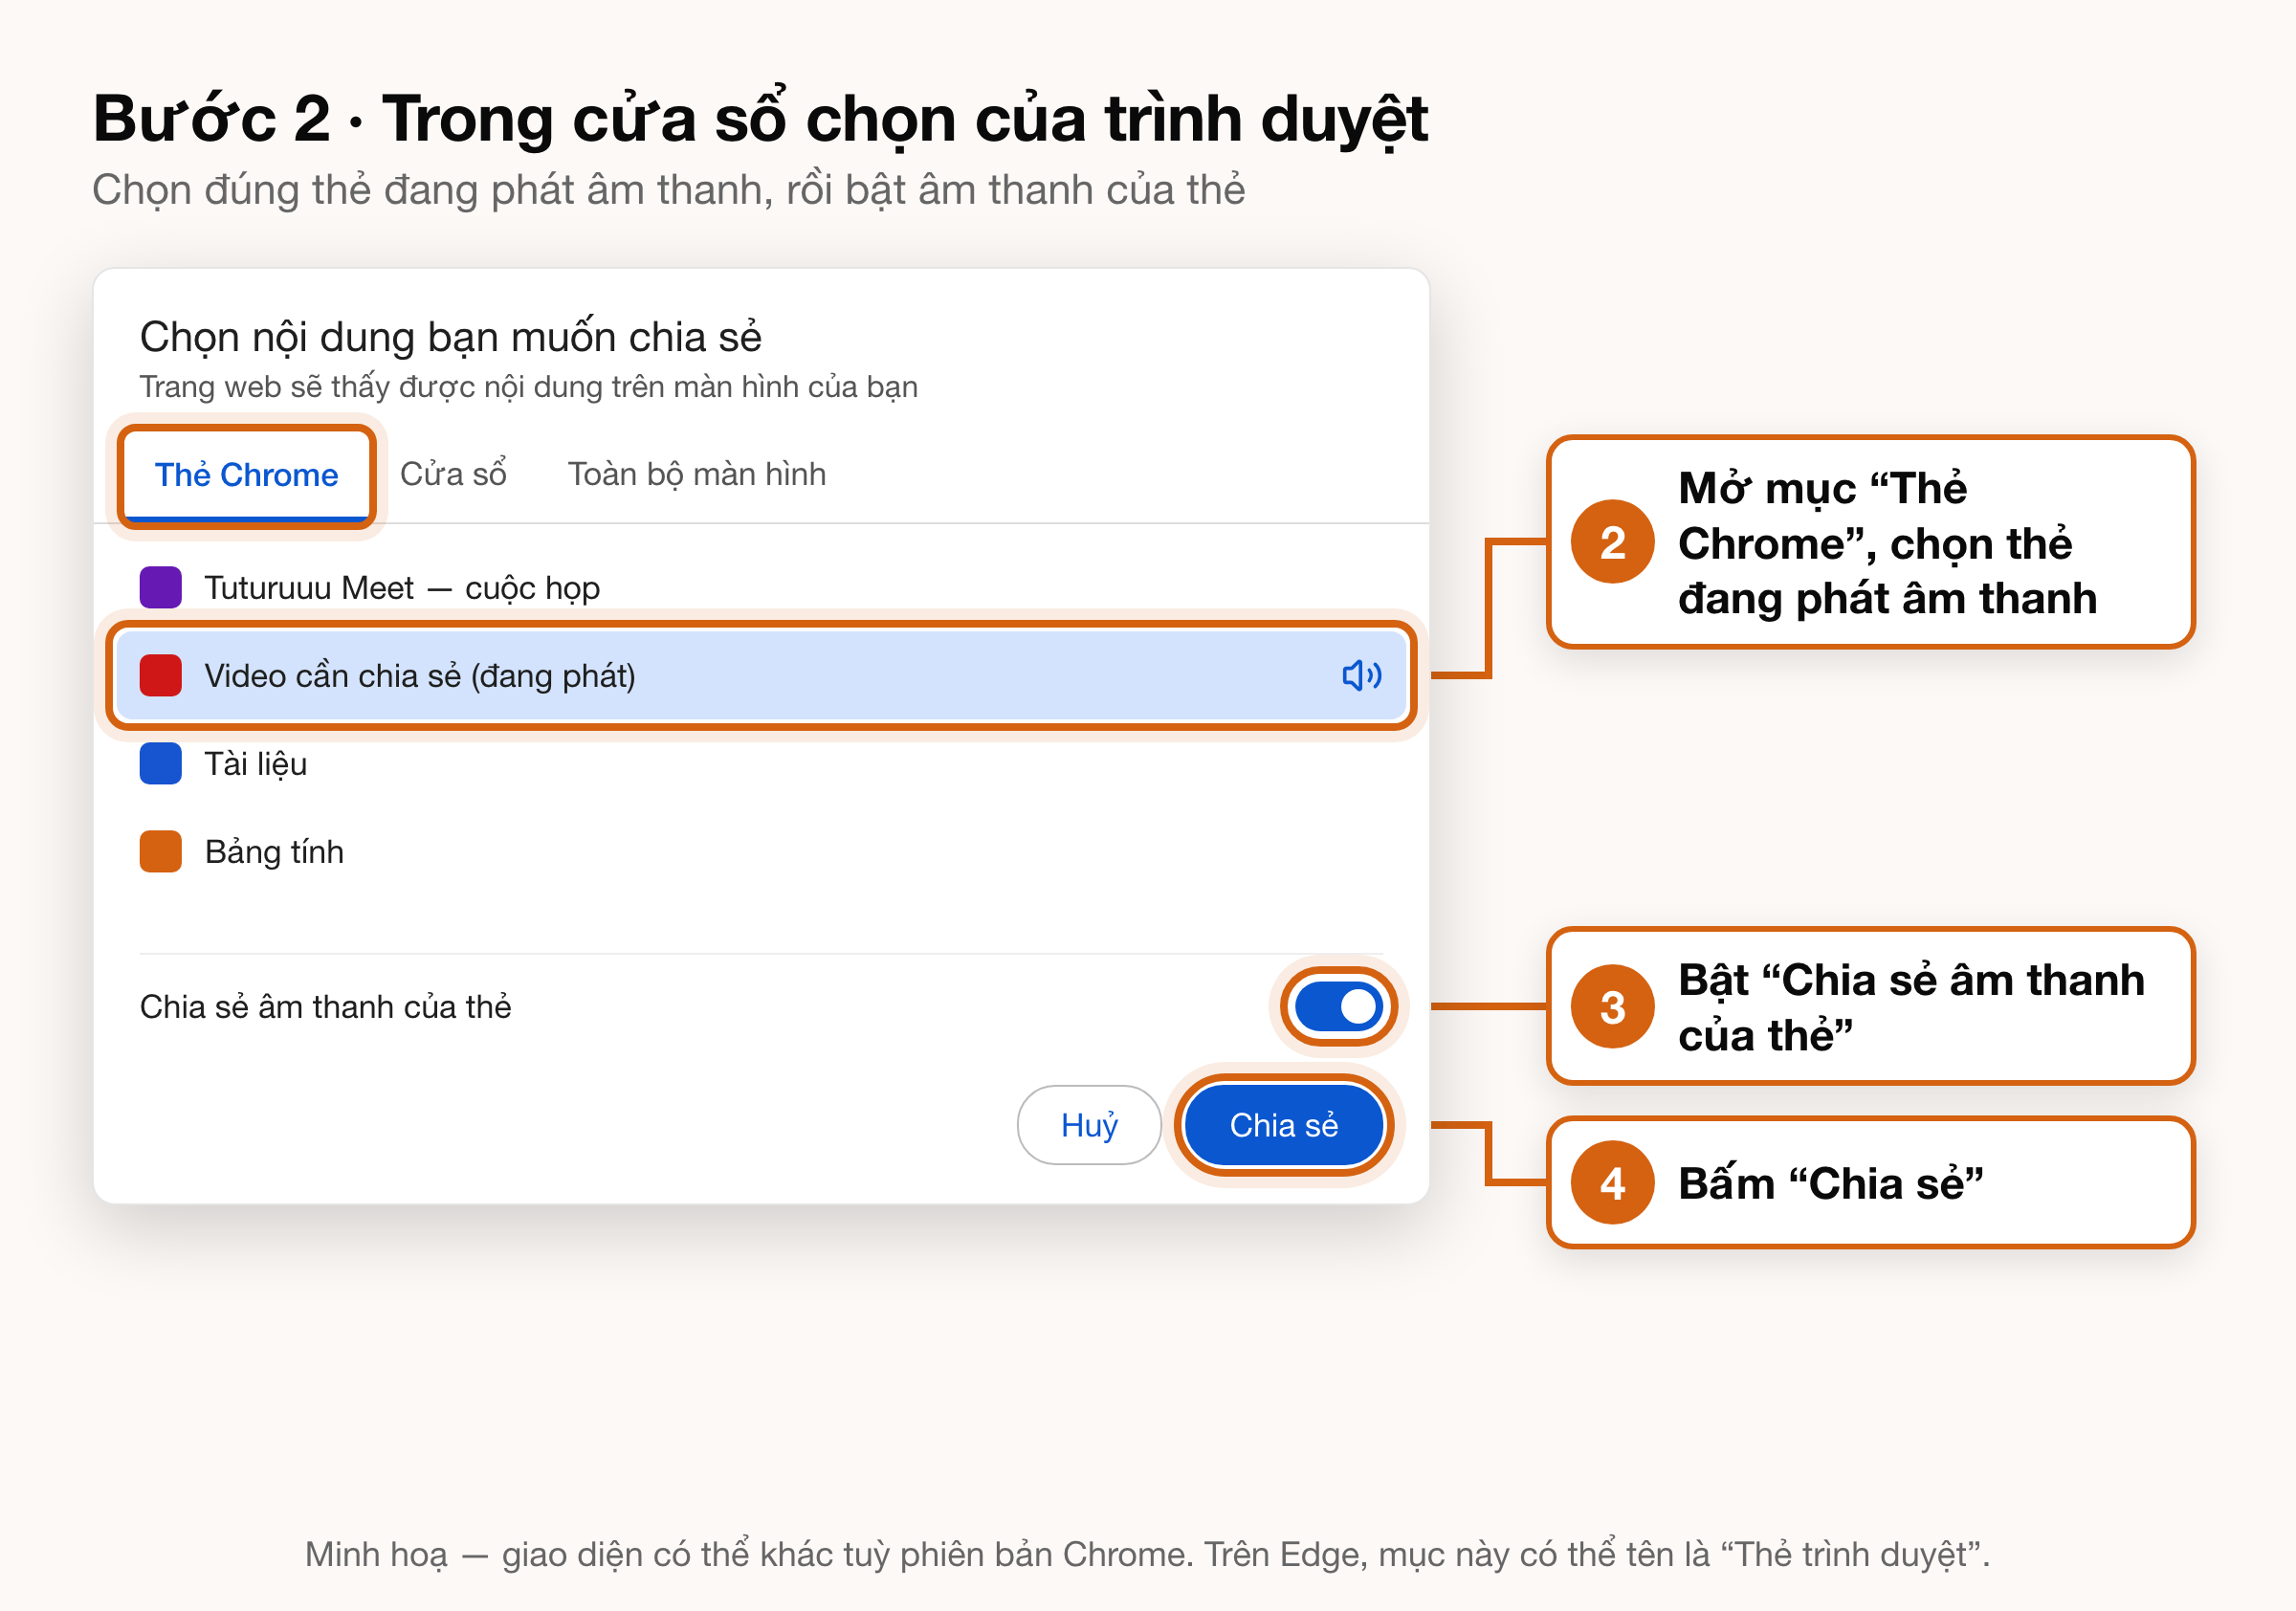 Bước 2 · Trong cửa sổ chọn của trình duyệt
Chọn đúng thẻ đang phát âm thanh, rồi bật âm thanh của thẻ
Chọn nội dung bạn muốn chia sẻ
Trang web sẽ thấy được nội dung trên màn hình của bạn
Thẻ Chrome
Cửa sổ
Toàn bộ màn hình
Tuturuuu Meet — cuộc họp
Video cần chia sẻ (đang phát)
Tài liệu
Bảng tính
Chia sẻ âm thanh của thẻ
Huỷ
Chia sẻ
2
Mở mục “Thẻ
Chrome”, chọn thẻ
đang phát âm thanh
3
Bật “Chia sẻ âm thanh
của thẻ”
4
Bấm “Chia sẻ”
Minh hoạ — giao diện có thể khác tuỳ phiên bản Chrome. Trên Edge, mục này có thể tên là “Thẻ trình duyệt”.